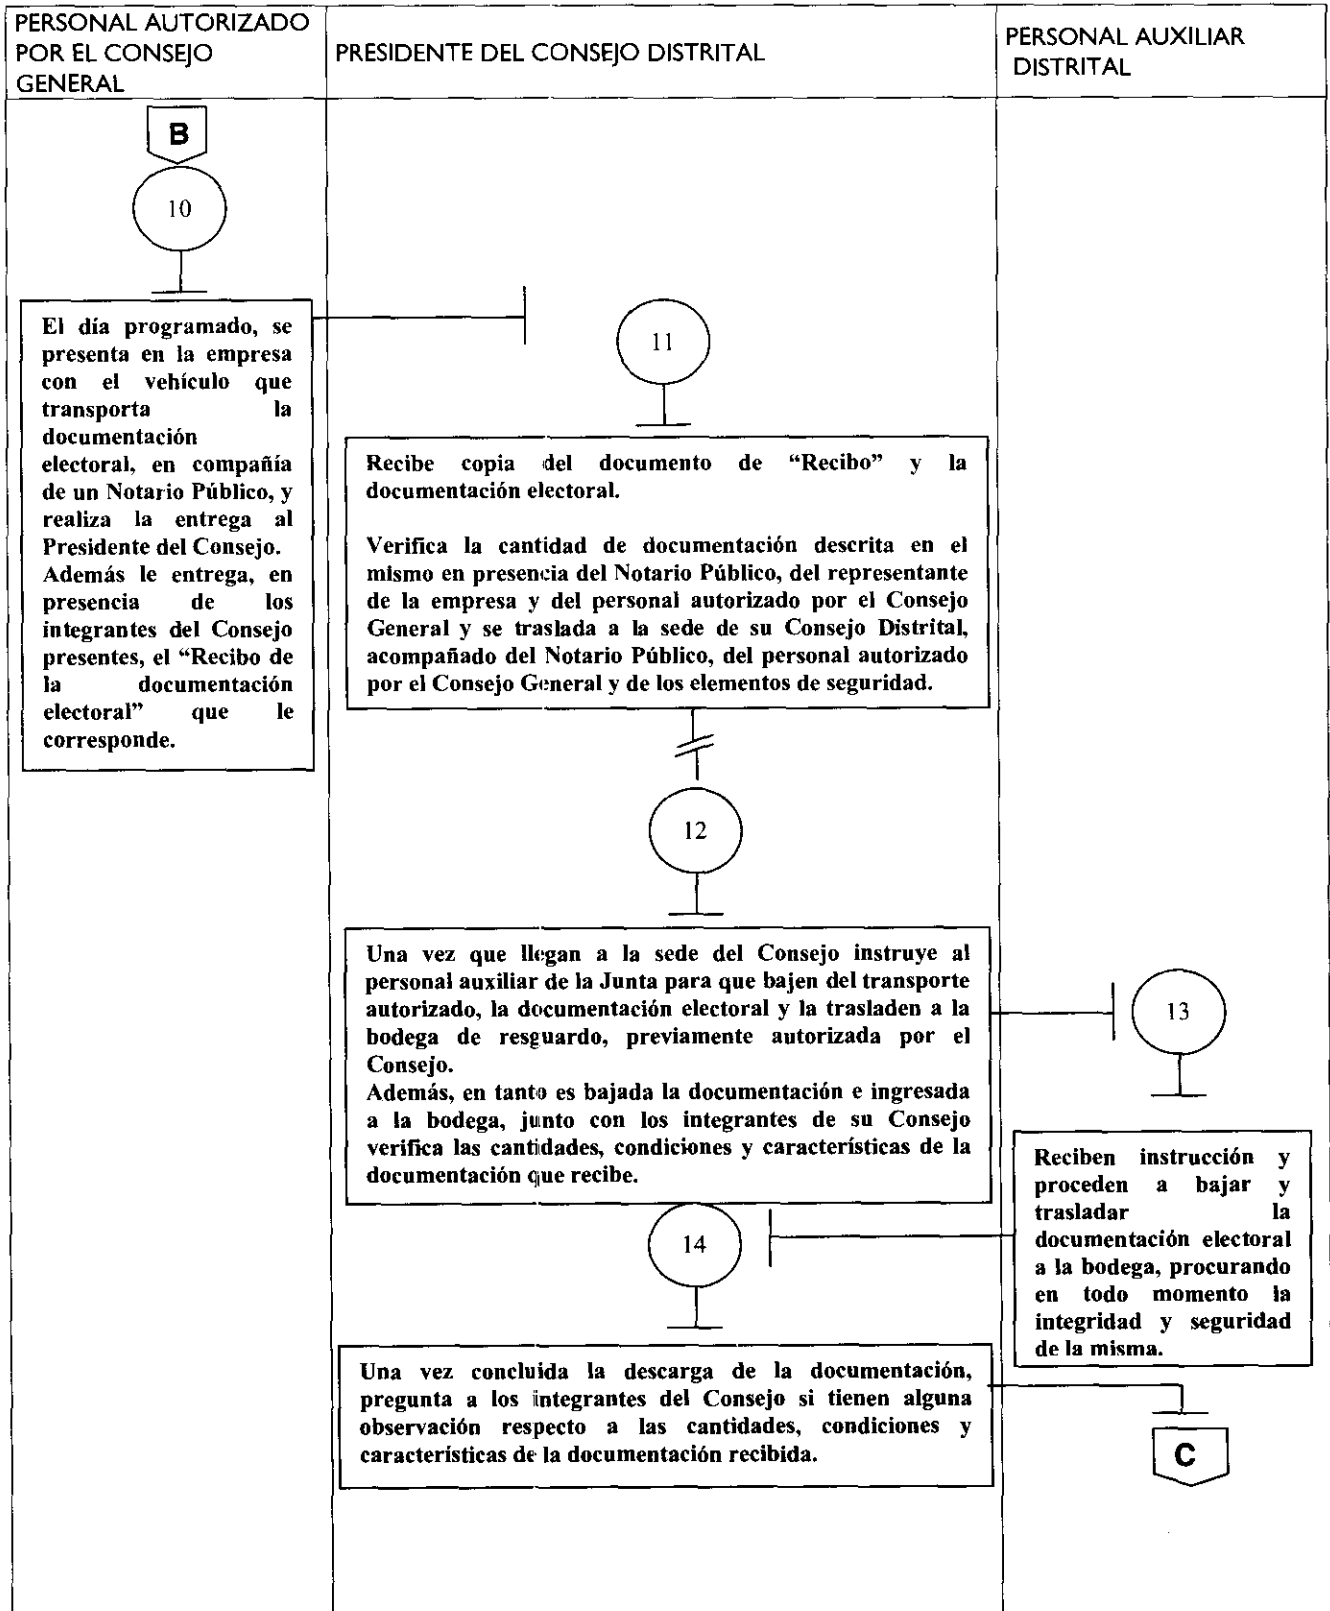 PERSONAL AUTORIZADO
POR EL CONSEJO
GENERAL
PRESIDENTE DEL CONSEJO DISTRITAL
PERSONAL AUXILIAR
DISTRITAL
B
10
El día programado, se
presenta en la empresa
con el vehículo que
transporta la
documentación
electoral, en compañía
de un Notario Público, y
realiza la entrega al
Presidente del Consejo.
Además le entrega, en
presencia de los
integrantes del Consejo
presentes, el “Recibo de
la documentación
electoral” que le
corresponde.
11
Recibe copia del documento de “Recibo” y la
documentación electoral.
Verifica la cantidad de documentación descrita en el
mismo en presencia del Notario Público, del representante
de la empresa y del personal autorizado por el Consejo
General y se traslada a la sede de su Consejo Distrital,
acompañado del Notario Público, del personal autorizado
por el Consejo General y de los elementos de seguridad.
12
Una vez que llegan a la sede del Consejo instruye al
personal auxiliar de la Junta para que bajen del transporte
autorizado, la documentación electoral y la trasladen a la
bodega de resguardo, previamente autorizada por el
Consejo.
Además, en tanto es bajada la documentación e ingresada
a la bodega, junto con los integrantes de su Consejo
verifica las cantidades, condiciones y características de la
documentación que recibe.
13
Reciben instrucción y
proceden a bajar y
trasladar la
documentación electoral
a la bodega, procurando
en todo momento la
integridad y seguridad
de la misma.
14
Una vez concluida la descarga de la documentación,
pregunta a los integrantes del Consejo si tienen alguna
observación respecto a las cantidades, condiciones y
características de la documentación recibida.
C